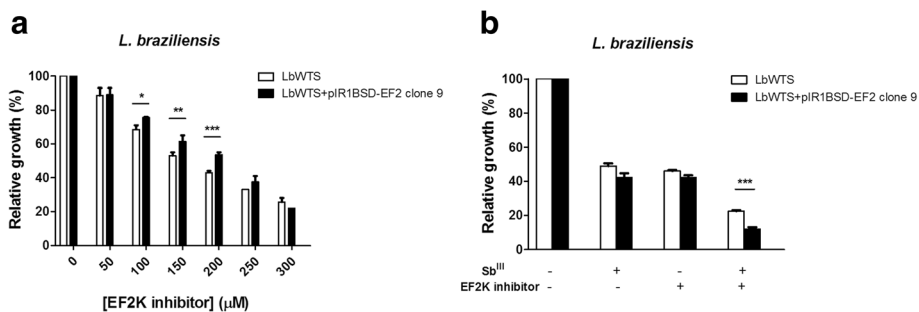 a
L. braziliensis
LbWTS
LbWTS+pIR1BSD-EF2 clone 9
Relative growth (%)
100
80
60
40
20
0
*
**
***
0 50 100 150 200 250 300
[EF2K inhibitor] (μM)
b
L. braziliensis
LbWTS
LbWTS+pIR1BSD-EF2 clone 9
Relative growth (%)
100
80
60
40
20
0
***
SbIII - + - +
EF2K inhibitor - - + +